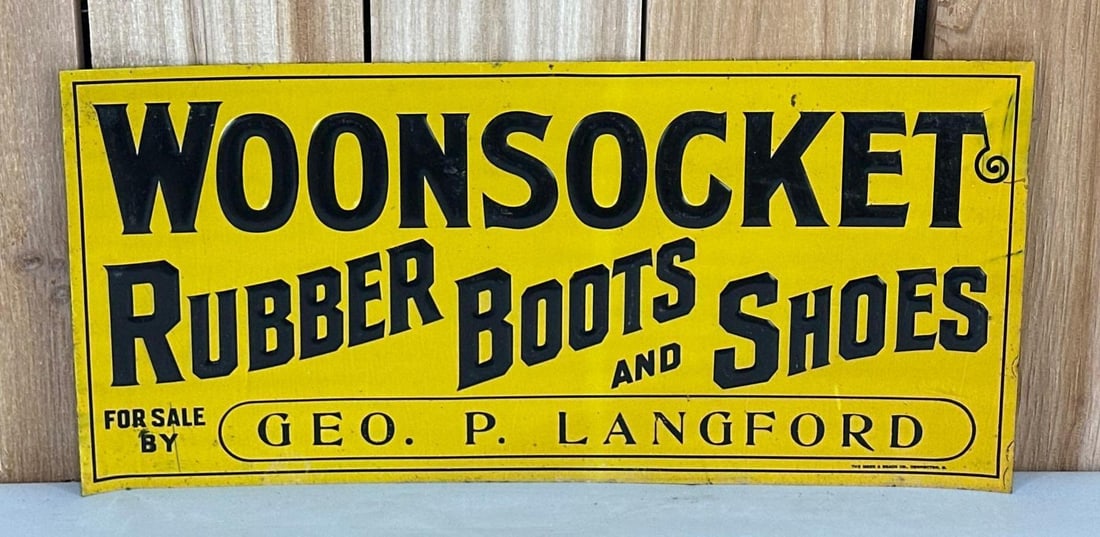 WOONSOCKET
RUBBER BOOTS AND SHOES
FOR SALE BY
GEO. P. LANGFORD